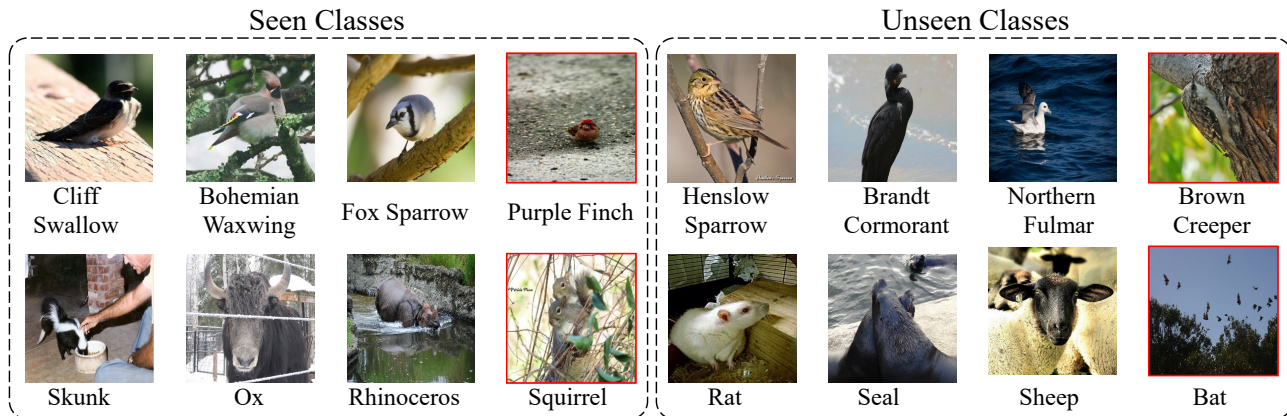 Seen Classes
Unseen Classes
Cliff
Swallow
Bohemian
Waxwing
Fox Sparrow
Purple Finch
Henslow
Sparrow
Brandt
Cormorant
Northern
Fulmar
Brown
Creeper
Skunk
Ox
Rhinoceros
Squirrel
Rat
Seal
Sheep
Bat